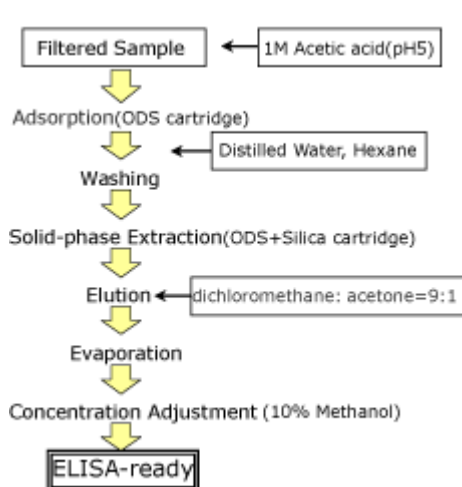 Filtered Sample
1M Acetic acid(pH5)
Adsorption(ODS cartridge)
Distilled Water, Hexane
Washing
Solid-phase Extraction(ODS+Silica cartridge)
Elution
dichloromethane: acetone=9:1
Evaporation
Concentration Adjustment (10% Methanol)
ELISA-ready